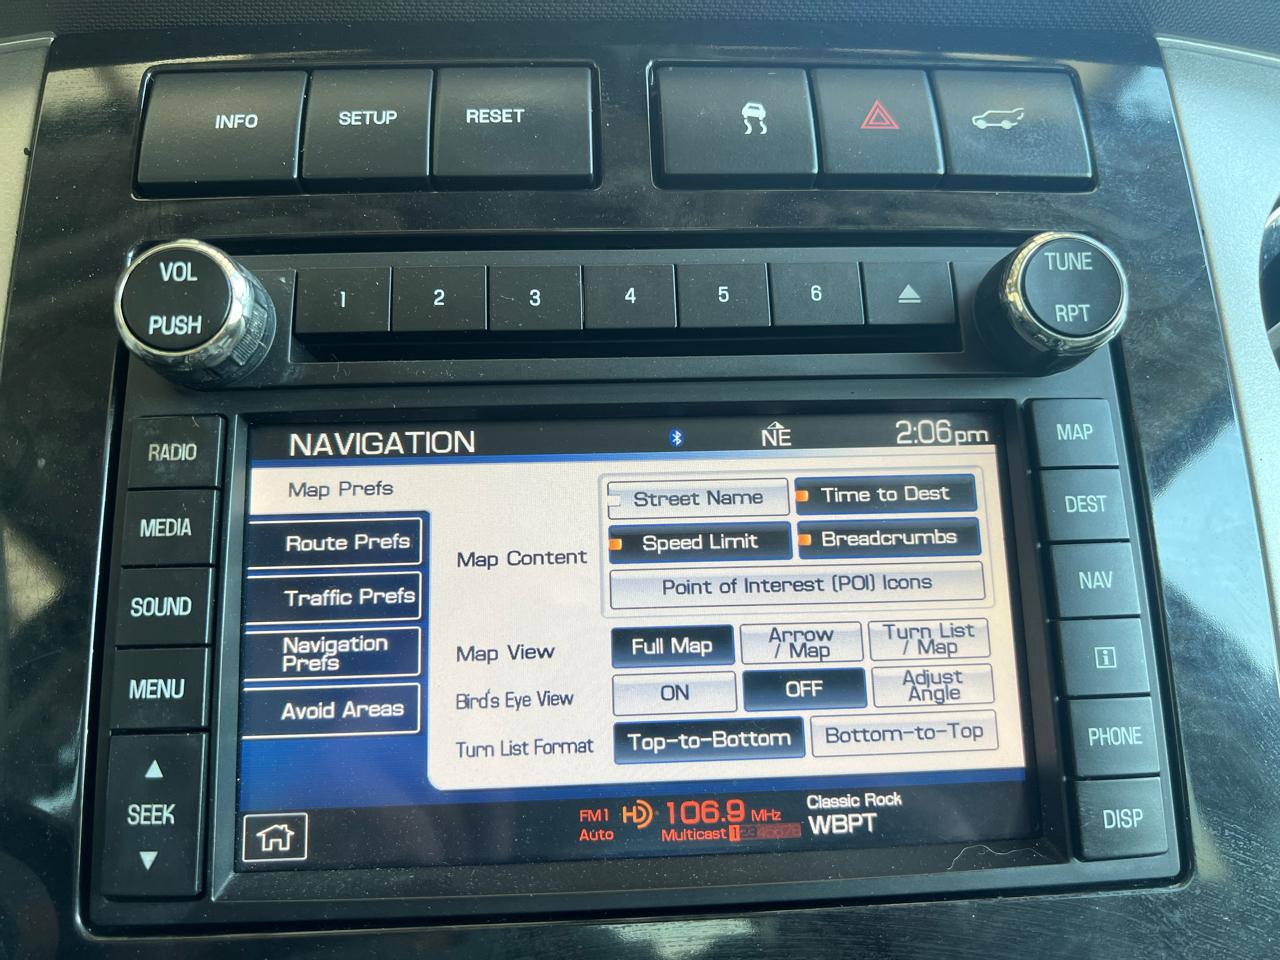 INFO SETUP RESET
VOL
PUSH
1 2 3 4 5 6
TUNE
RPT
RADIO
MEDIA
SOUND
MENU
SEEK
NAVIGATION NE 2:06pm
Map Prefs
Route Prefs
Traffic Prefs
Navigation
Prefs
Avoid Areas
Map Content
Street Name Time to Dest
Speed Limit Breadcrumbs
Point of Interest (POI) Icons
Map View Full Map Arrow
/ Map Turn List
/ Map
Bird's Eye View ON OFF Adjust
Angle
Turn List Format Top-to-Bottom Bottom-to-Top
FM1 HD 106.9 MHz Classic Rock
Auto Multicast 12345678 WBPT
MAP
DEST
NAV
i
PHONE
DISP